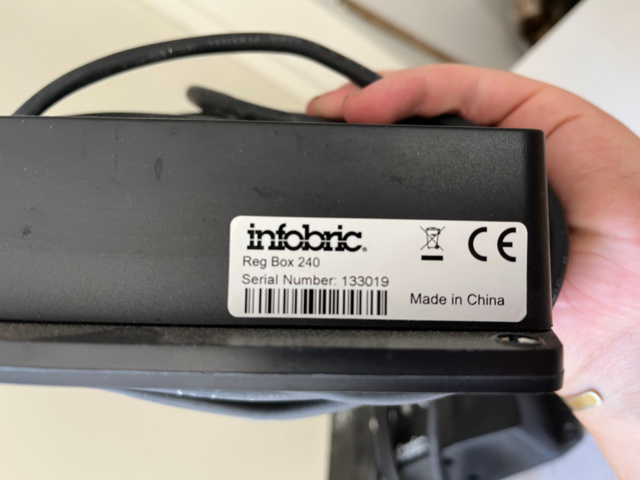 infobric.
Reg Box 240
Serial Number: 133019
CE
Made in China